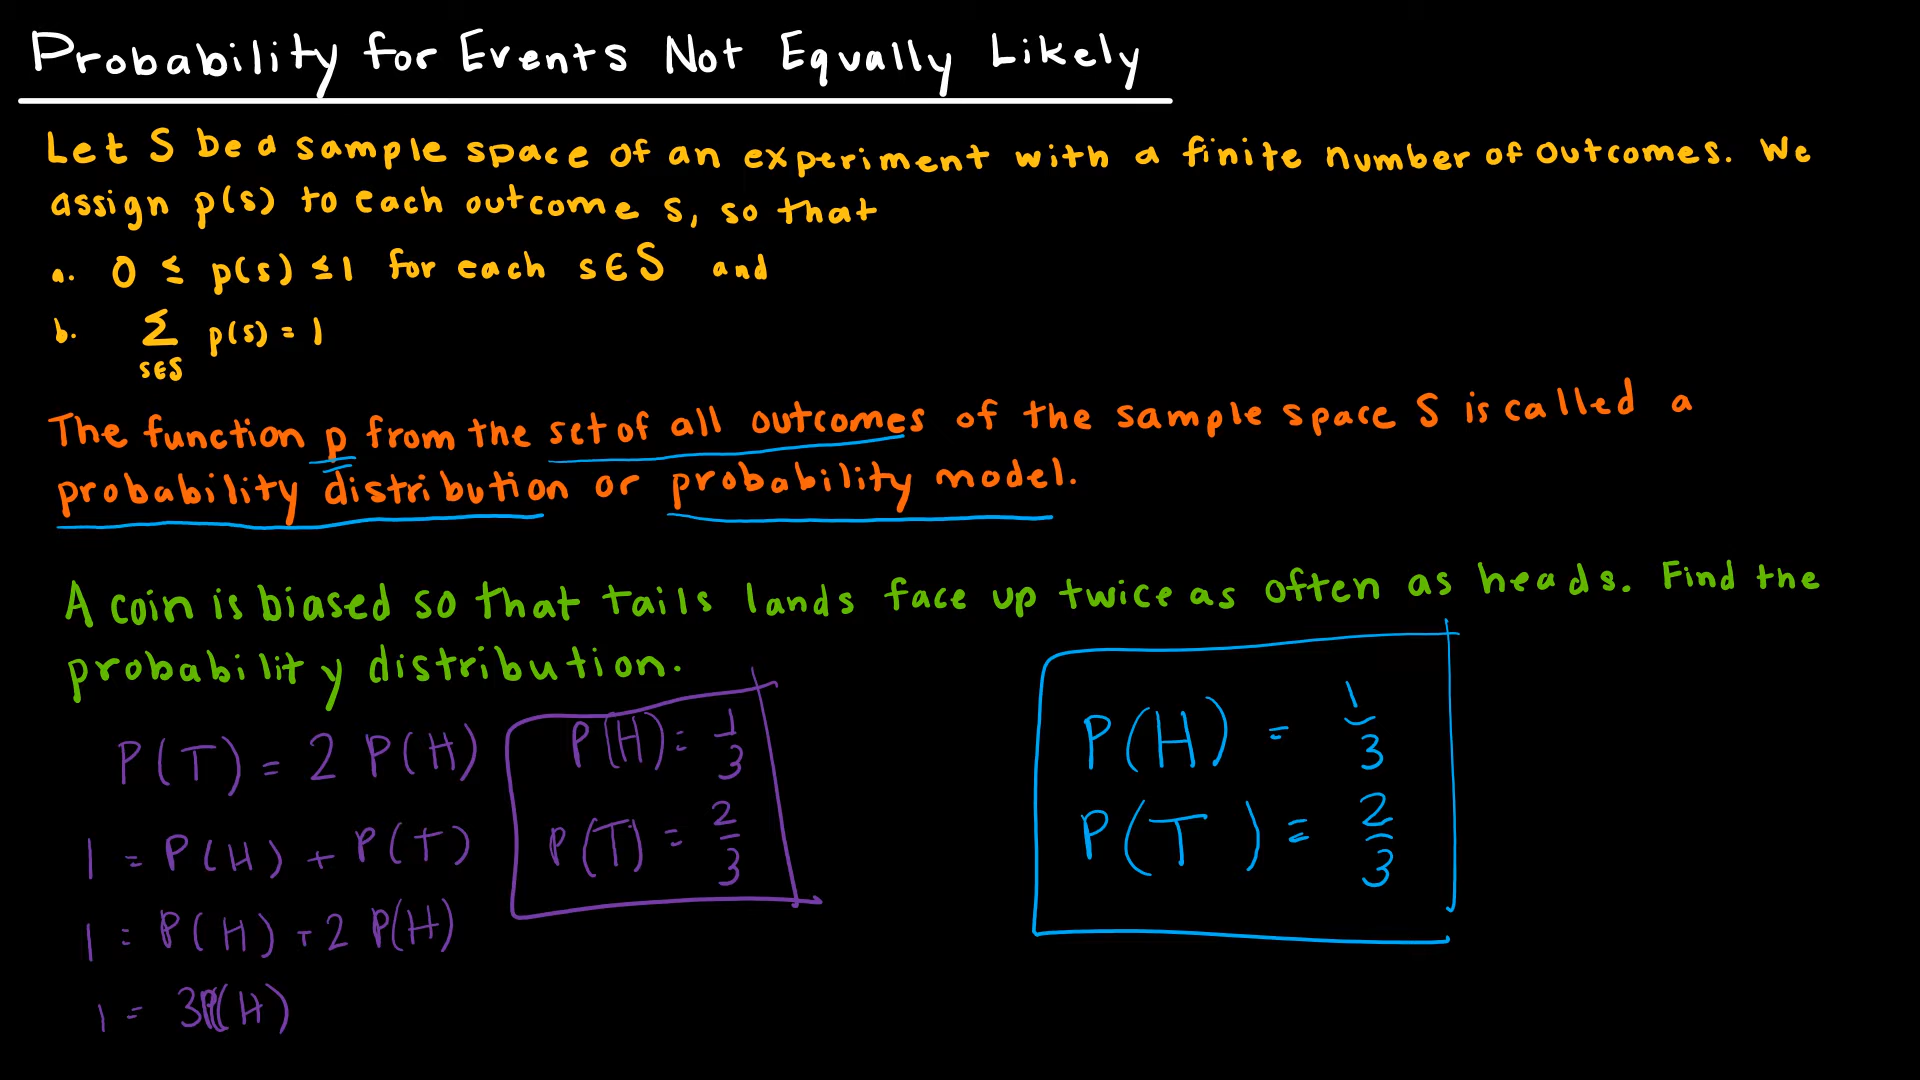 Probability for Events Not Equally Likely
Let S be a sample space of an experiment with a finite number of outcomes. We
assign p(s) to each outcome s, so that
a. 0 ≤ p(s) ≤ 1 for each s∈S and
b. ∑ p(s) = 1
s∈S
The function p from the set of all outcomes of the sample space S is called a
probability distribution or probability model.
A coin is biased so that tails lands face up twice as often as heads. Find the
probability distribution.
P(T) = 2 P(H)
1 = P(H) + P(T)
1 = P(H) + 2 P(H)
1 = 3P(H)
P(H) = 1/3
P(T) = 2/3
P(H) = 1/3
P(T) = 2/3